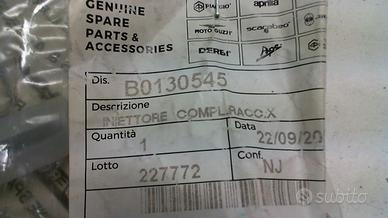 GENUINE
SPARE
PARTS &
ACCESSORIES
PIAGGIO
aprilia
MOTO GUZZI
scarabeo
DERBI
Dis. B0130545
Descrizione
INIETTORE COMPL.RACC.X
Quantità
1
Data
22/09/20
Lotto
227772
Conf.
NJ
subito